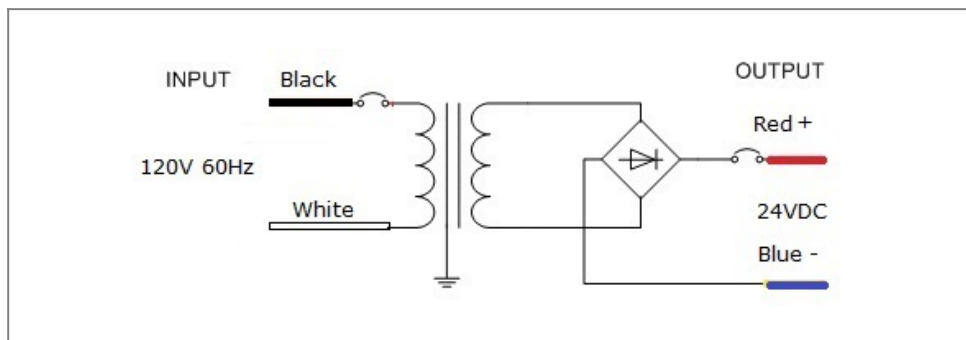 INPUT
Black
120V 60Hz
White
OUTPUT
Red +
24VDC
Blue -